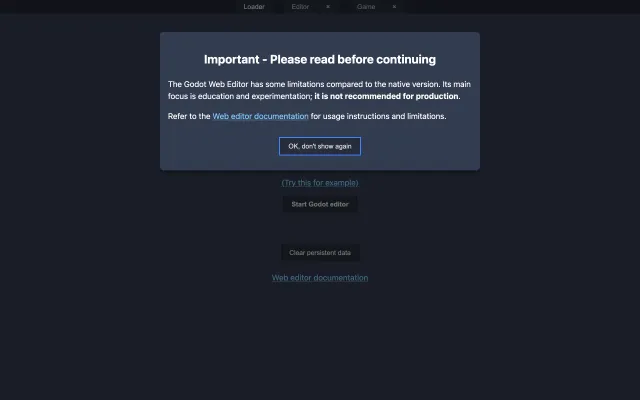 Loader Editor × Game ×
Important - Please read before continuing
The Godot Web Editor has some limitations compared to the native version. Its main
focus is education and experimentation; it is not recommended for production.
Refer to the Web editor documentation for usage instructions and limitations.
OK, don't show again
(Try this for example)
Start Godot editor
Clear persistent data
Web editor documentation